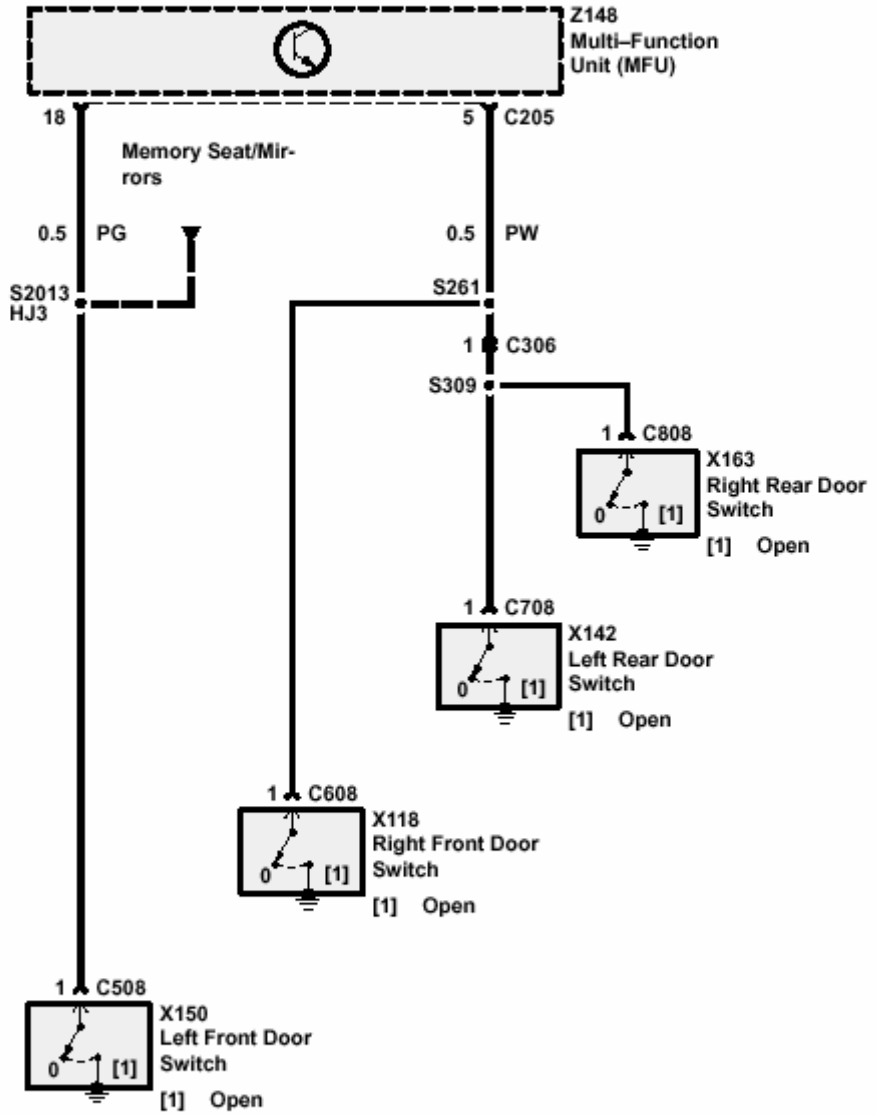 Z148
Multi–Function
Unit (MFU)
18
5 C205
Memory Seat/Mir-
rors
0.5 PG
0.5 PW
S2013
HJ3
S261
1 C306
S309
1 C808
X163
Right Rear Door
Switch
0 [1]
[1] Open
1 C708
X142
Left Rear Door
Switch
0 [1]
[1] Open
1 C608
X118
Right Front Door
Switch
0 [1]
[1] Open
1 C508
X150
Left Front Door
Switch
0 [1]
[1] Open